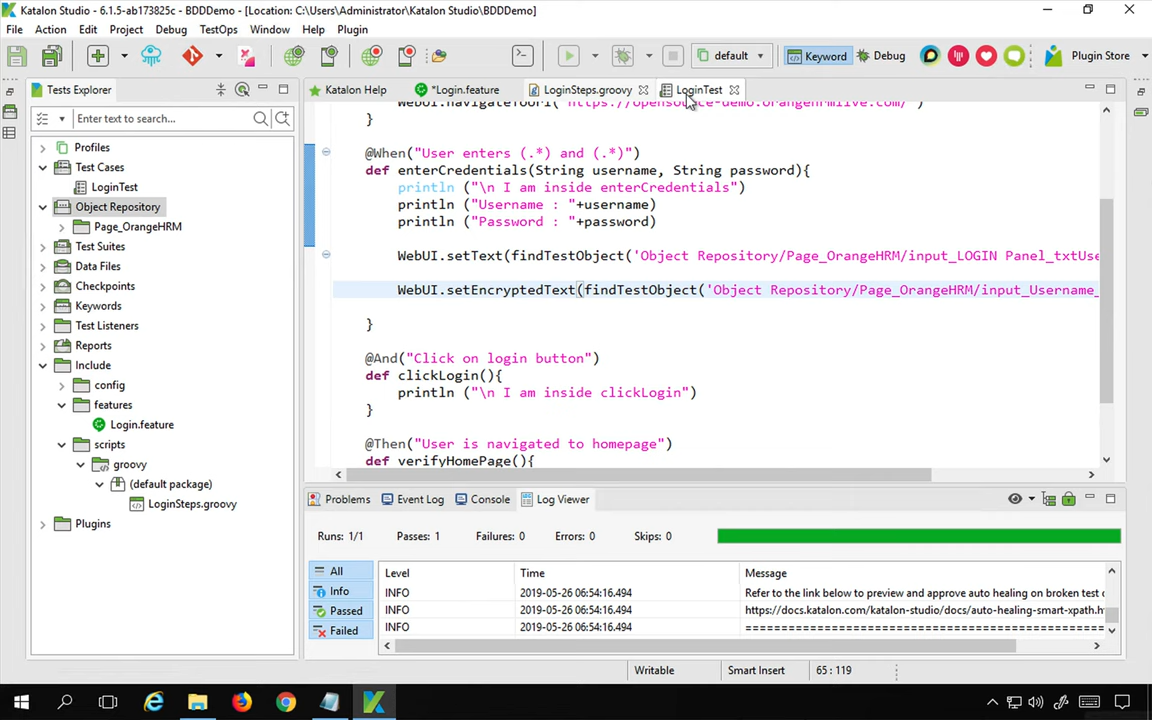 Katalon Studio - 6.1.5-ab173825c - BDDDemo - [Location: C:\Users\Administrator\Katalon Studio\BDDDemo]
File Action Edit Project Debug TestOps Window Help Plugin
default Keyword Debug Plugin Store
Tests Explorer
Enter text to search...
Profiles
Test Cases
LoginTest
Object Repository
Page_OrangeHRM
Test Suites
Data Files
Checkpoints
Keywords
Test Listeners
Reports
Include
config
features
Login.feature
scripts
groovy
(default package)
LoginSteps.groovy
Plugins
Katalon Help *Login.feature LoginSteps.groovy LoginTest
WebUI.navigateToUrl("https://opensource-demo.orangehrmlive.com/")
}
@When("User enters (.*) and (.*)")
def enterCredentials(String username, String password){
println ("\n I am inside enterCredentials")
println ("Username : "+username)
println ("Password : "+password)
WebUI.setText(findTestObject('Object Repository/Page_OrangeHRM/input_LOGIN Panel_txtUse
WebUI.setEncryptedText(findTestObject('Object Repository/Page_OrangeHRM/input_Username_
}
@And("Click on login button")
def clickLogin(){
println ("\n I am inside clickLogin")
}
@Then("User is navigated to homepage")
def verifyHomePage(){
Problems Event Log Console Log Viewer
Runs: 1/1 Passes: 1 Failures: 0 Errors: 0 Skips: 0
All
Info
Passed
Failed
Level Time Message
INFO 2019-05-26 06:54:16.494 Refer to the link below to preview and approve auto healing on broken test o
INFO 2019-05-26 06:54:16.494 https://docs.katalon.com/katalon-studio/docs/auto-healing-smart-xpath.h
INFO 2019-05-26 06:54:16.494 =====================================
Writable Smart Insert 65 : 119